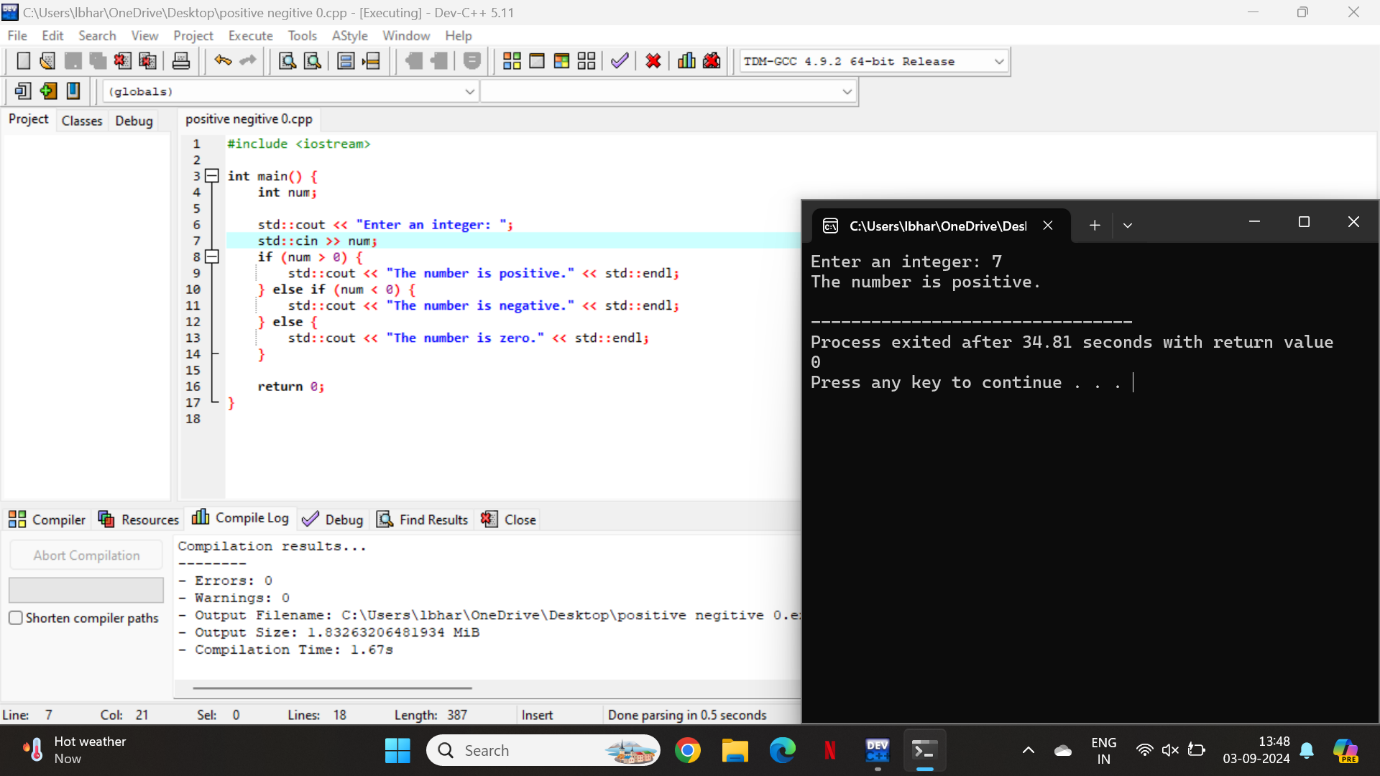 C:\Users\lbhar\OneDrive\Desktop\positive negitive 0.cpp - [Executing] - Dev-C++ 5.11
File Edit Search View Project Execute Tools AStyle Window Help
TDM-GCC 4.9.2 64-bit Release
(globals)
Project Classes Debug
positive negitive 0.cpp
1 #include <iostream>
2
3 int main() {
4 int num;
5
6 std::cout << "Enter an integer: ";
7 std::cin >> num;
8 if (num > 0) {
9 std::cout << "The number is positive." << std::endl;
10 } else if (num < 0) {
11 std::cout << "The number is negative." << std::endl;
12 } else {
13 std::cout << "The number is zero." << std::endl;
14 }
15
16 return 0;
17 }
18
C:\Users\lbhar\OneDrive\Des
Enter an integer: 7
The number is positive.
--------------------------------
Process exited after 34.81 seconds with return value
0
Press any key to continue . . .
Compiler Resources Compile Log Debug Find Results Close
Abort Compilation
Shorten compiler paths
Compilation results...
--------
- Errors: 0
- Warnings: 0
- Output Filename: C:\Users\lbhar\OneDrive\Desktop\positive negitive 0.e
- Output Size: 1.83263206481934 MiB
- Compilation Time: 1.67s
Line: 7 Col: 21 Sel: 0 Lines: 18 Length: 387 Insert Done parsing in 0.5 seconds
Hot weather
Now
Search
DEV
C++
ENG
IN
13:48
03-09-2024
PRE